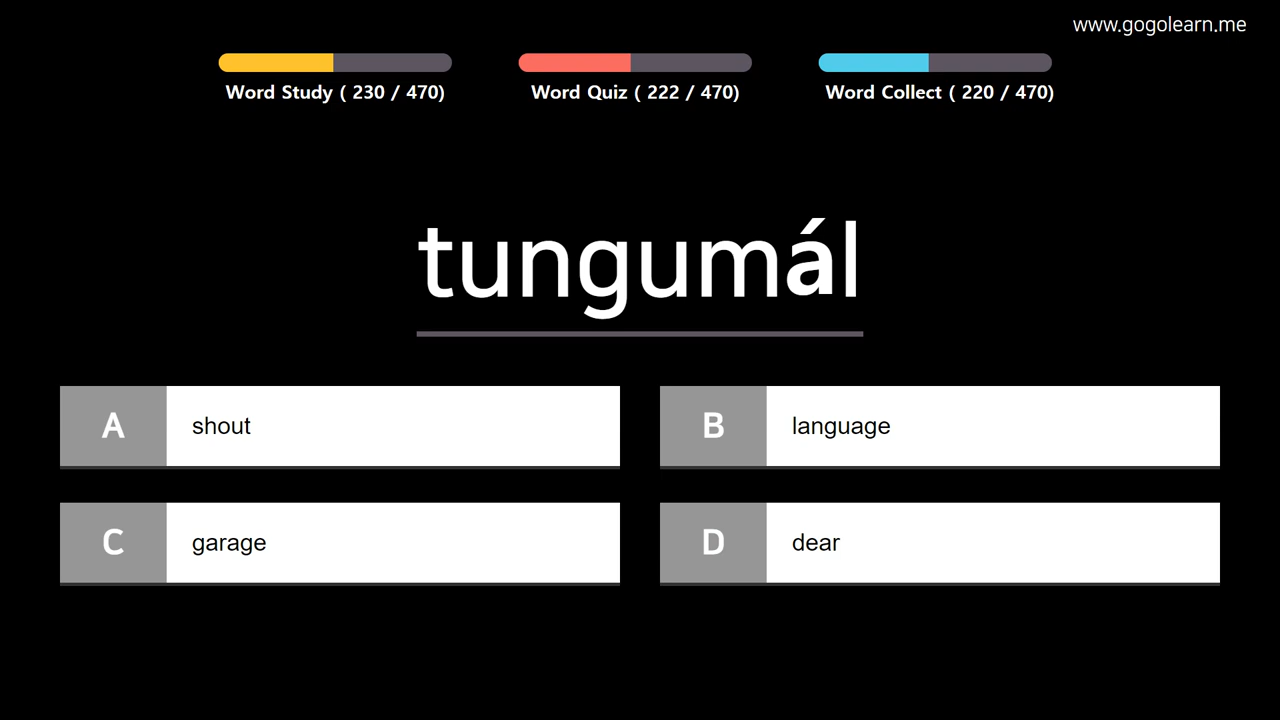 www.gogolearn.me
Word Study ( 230 / 470)
Word Quiz ( 222 / 470)
Word Collect ( 220 / 470)
tungumál
A shout
B language
C garage
D dear